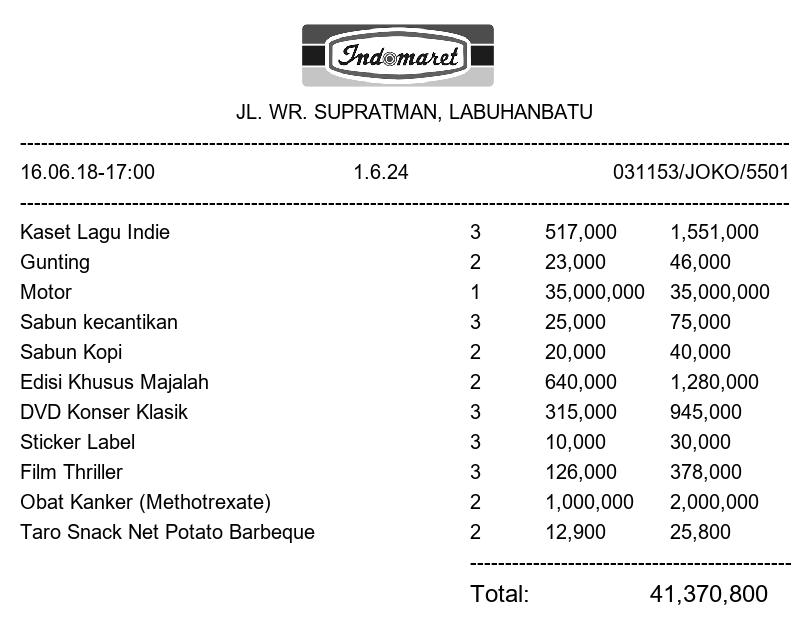 Indomaret
JL. WR. SUPRATMAN, LABUHANBATU
16.06.18-17:00 1.6.24 031153/JOKO/5501
Kaset Lagu Indie 3 517,000 1,551,000
Gunting 2 23,000 46,000
Motor 1 35,000,000 35,000,000
Sabun kecantikan 3 25,000 75,000
Sabun Kopi 2 20,000 40,000
Edisi Khusus Majalah 2 640,000 1,280,000
DVD Konser Klasik 3 315,000 945,000
Sticker Label 3 10,000 30,000
Film Thriller 3 126,000 378,000
Obat Kanker (Methotrexate) 2 1,000,000 2,000,000
Taro Snack Net Potato Barbeque 2 12,900 25,800
Total: 41,370,800